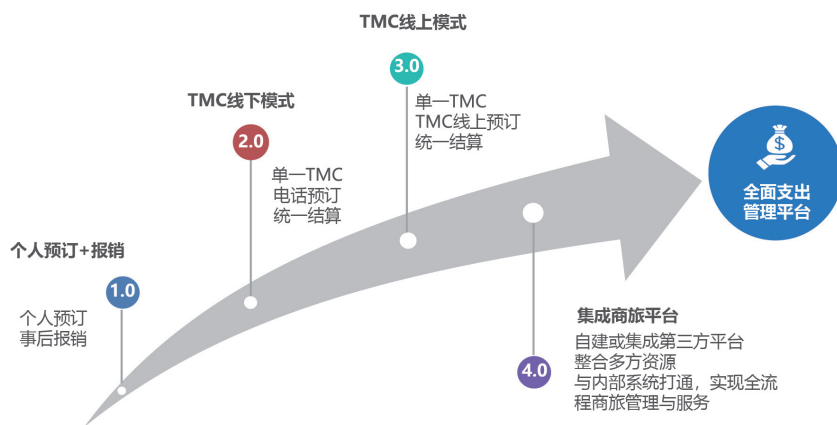 TMC线上模式
3.0
单一TMC
TMC线上预订
统一结算
TMC线下模式
2.0
单一TMC
电话预订
统一结算
$
全面支出
管理平台
个人预订+报销
1.0
个人预订
事后报销
集成商旅平台
4.0
自建或集成第三方平台
整合多方资源
与内部系统打通，实现全流
程商旅管理与服务